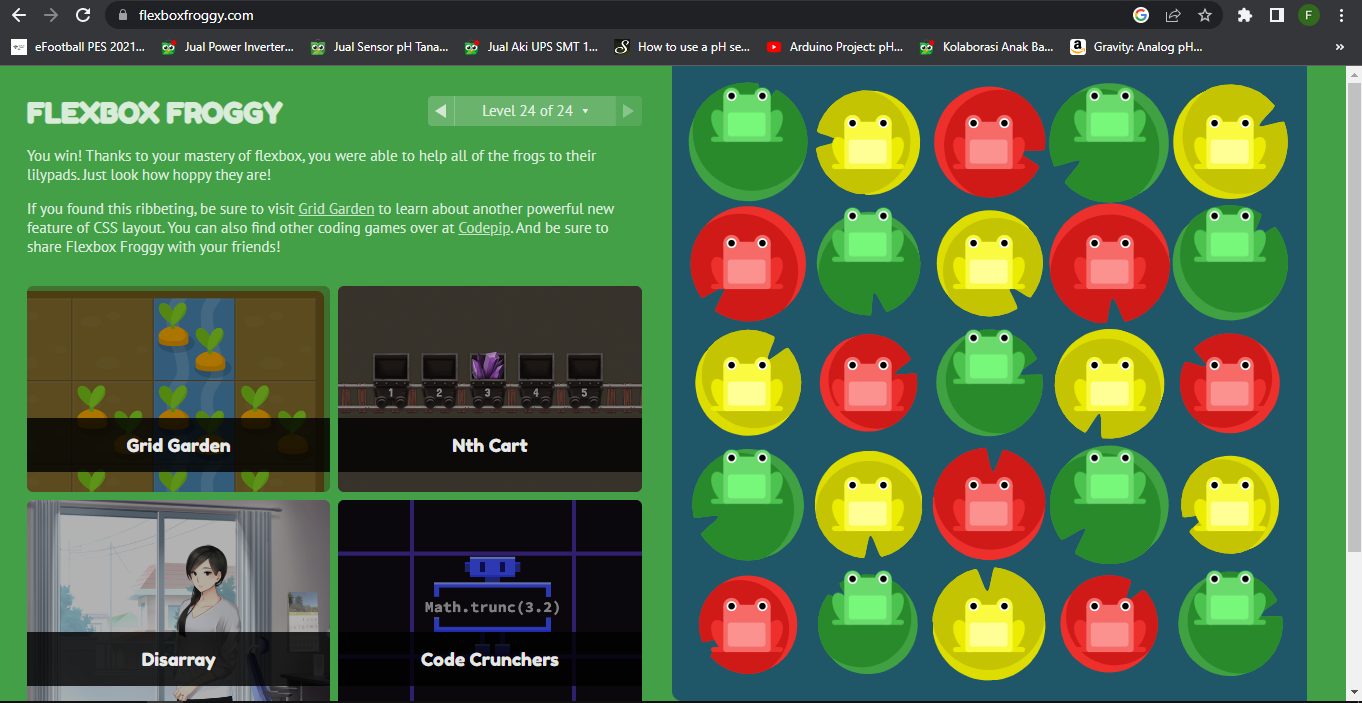 flexboxfroggy.com
F
eFootball PES 2021...
Jual Power Inverter...
Jual Sensor pH Tana...
Jual Aki UPS SMT 1...
How to use a pH se...
Arduino Project: pH...
Kolaborasi Anak Ba...
Gravity: Analog pH...
»
FLEXBOX FROGGY
Level 24 of 24
You win! Thanks to your mastery of flexbox, you were able to help all of the frogs to their
lilypads. Just look how hoppy they are!
If you found this ribbeting, be sure to visit Grid Garden to learn about another powerful new
feature of CSS layout. You can also find other coding games over at Codepip. And be sure to
share Flexbox Froggy with your friends!
1 2 3 4 5
Grid Garden
Nth Cart
Math.trunc(3.2)
Disarray
Code Crunchers